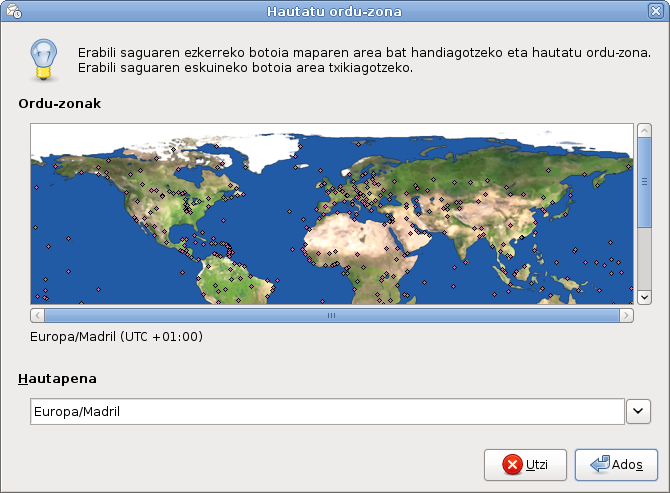 Hautatu ordu-zona
Erabili saguaren ezkerreko botoia maparen area bat handiagotzeko eta hautatu ordu-zona.
Erabili saguaren eskuineko botoia area txikiagotzeko.
Ordu-zonak
Europa/Madril (UTC +01:00)
Hautapena
Europa/Madril
Utzi
Ados